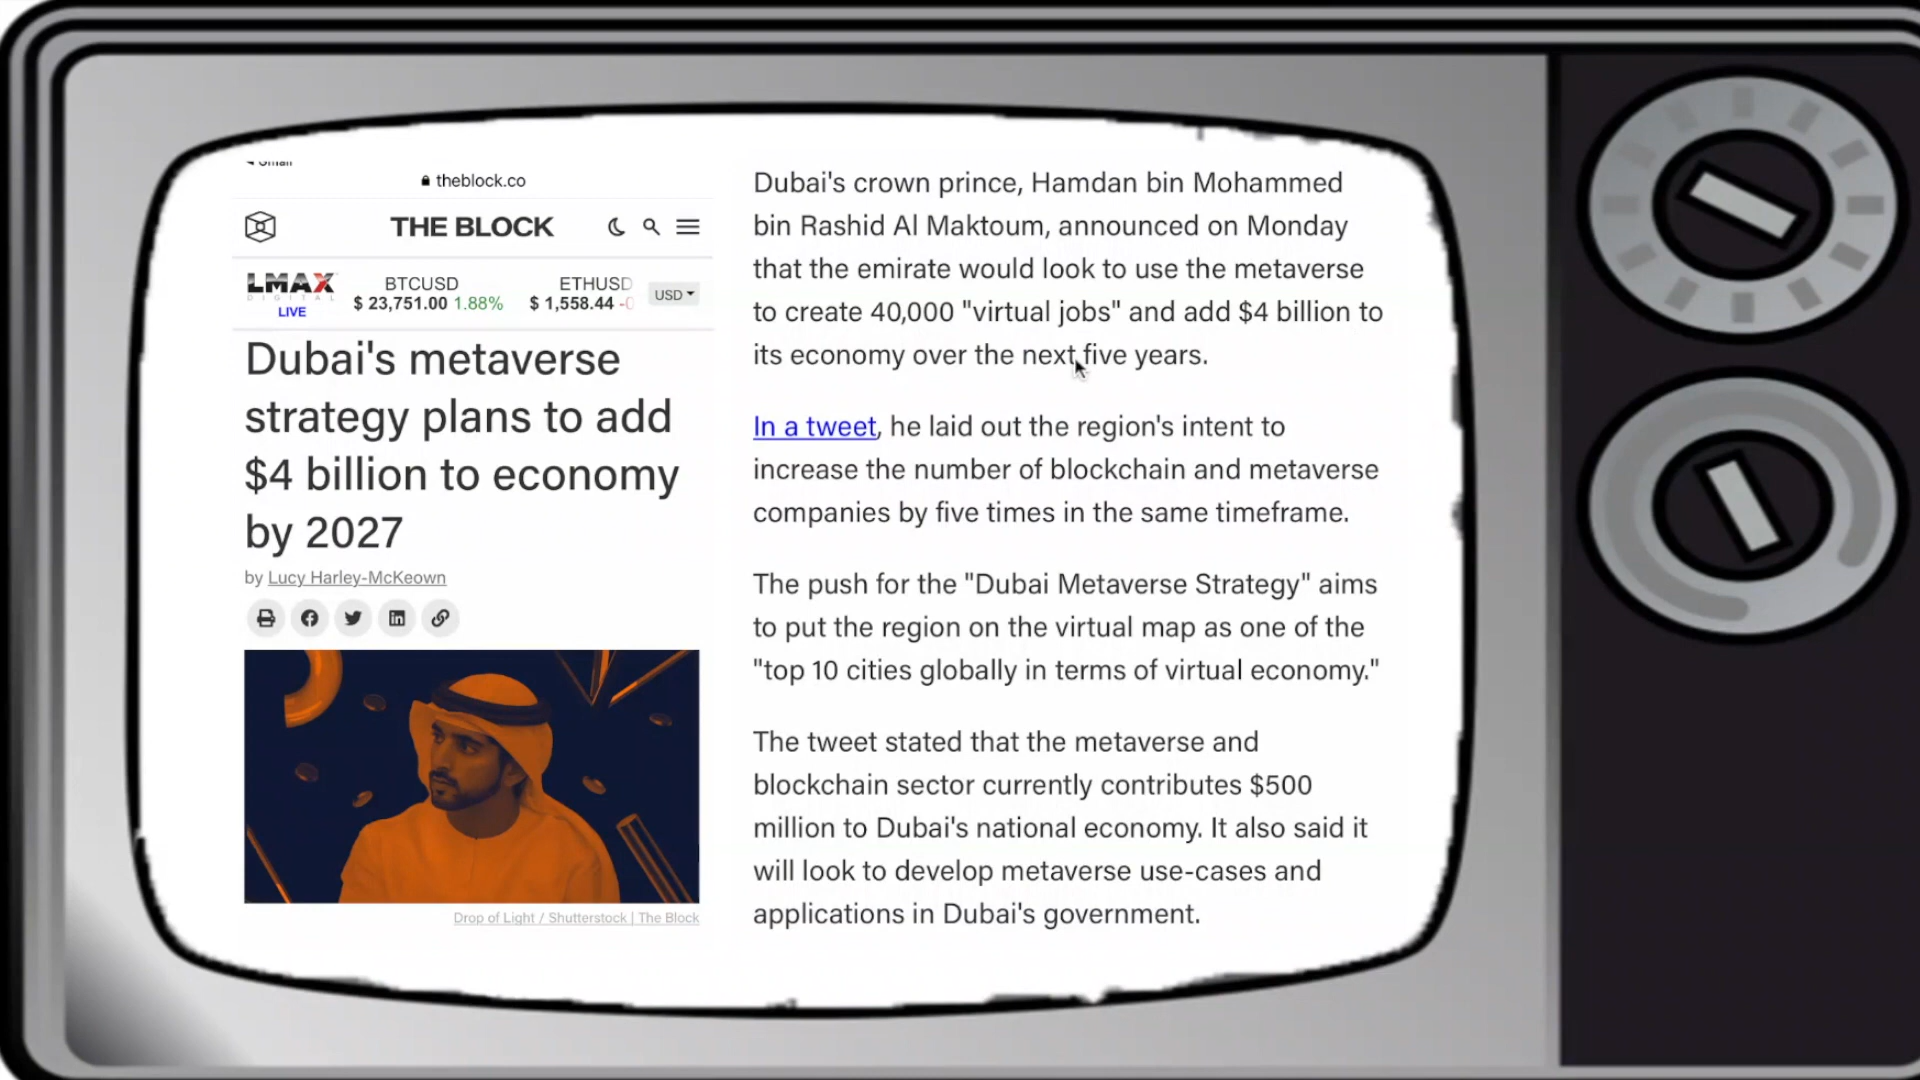 theblock.co
THE BLOCK
LMAX
DIGITAL
LIVE
BTCUSD
$ 23,751.00 1.88%
ETHUSD
$ 1,558.44
USD
Dubai's metaverse
strategy plans to add
$4 billion to economy
by 2027
by Lucy Harley-McKeown
Drop of Light / Shutterstock | The Block
Dubai's crown prince, Hamdan bin Mohammed
bin Rashid Al Maktoum, announced on Monday
that the emirate would look to use the metaverse
to create 40,000 "virtual jobs" and add $4 billion to
its economy over the next five years.
In a tweet, he laid out the region's intent to
increase the number of blockchain and metaverse
companies by five times in the same timeframe.
The push for the "Dubai Metaverse Strategy" aims
to put the region on the virtual map as one of the
"top 10 cities globally in terms of virtual economy."
The tweet stated that the metaverse and
blockchain sector currently contributes $500
million to Dubai's national economy. It also said it
will look to develop metaverse use-cases and
applications in Dubai's government.